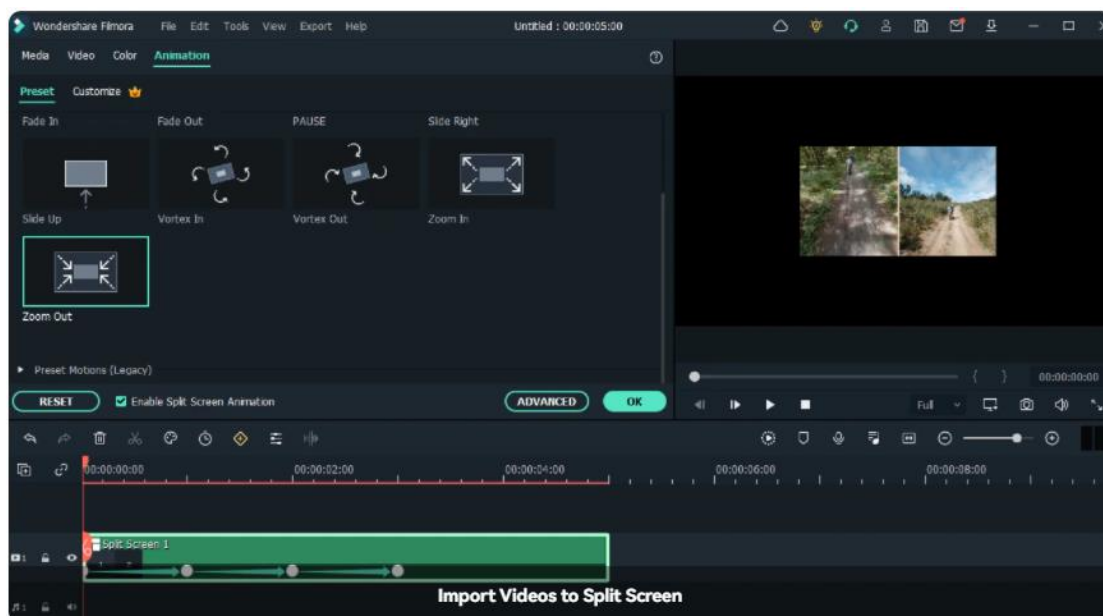 Wondershare Filmora File Edit Tools View Export Help Untitled : 00:00:05:00
Media Video Color Animation
Preset Customize
Fade In Fade Out PAUSE Side Right
Slide Up Vortex In Vortex Out Zoom In
Zoom Out
Preset Motions (Legacy)
RESET Enable Split Screen Animation ADVANCED OK
00:00:00:00
Full
00:00:00:00 00:00:02:00 00:00:04:00 00:00:06:00 00:00:08:00
Split Screen 1
1
1
Import Videos to Split Screen